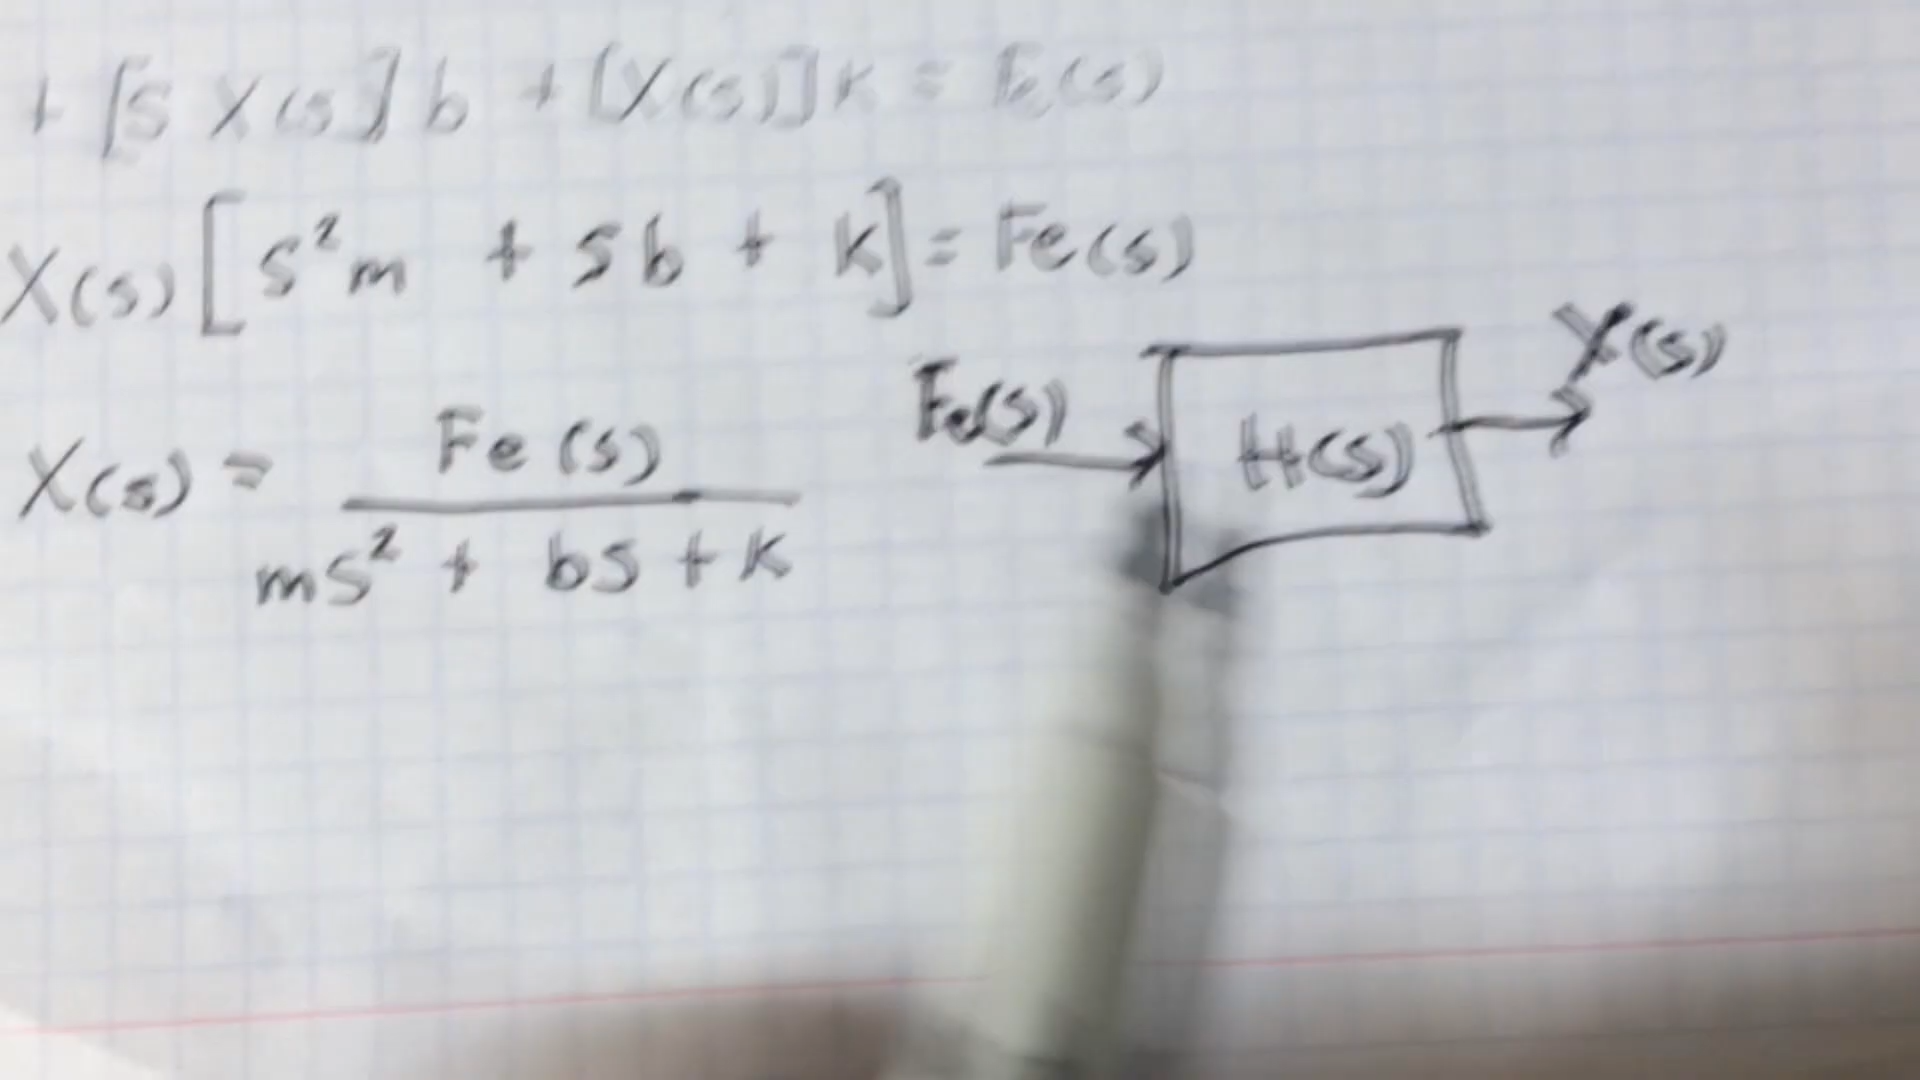 + [s X(s)] b + [X(s)] k = Fe(s)
X(s) [s²m + sb + k] = Fe(s)
X(s) = Fe(s)
ms² + bs + k
Fe(s) H(s) X(s)